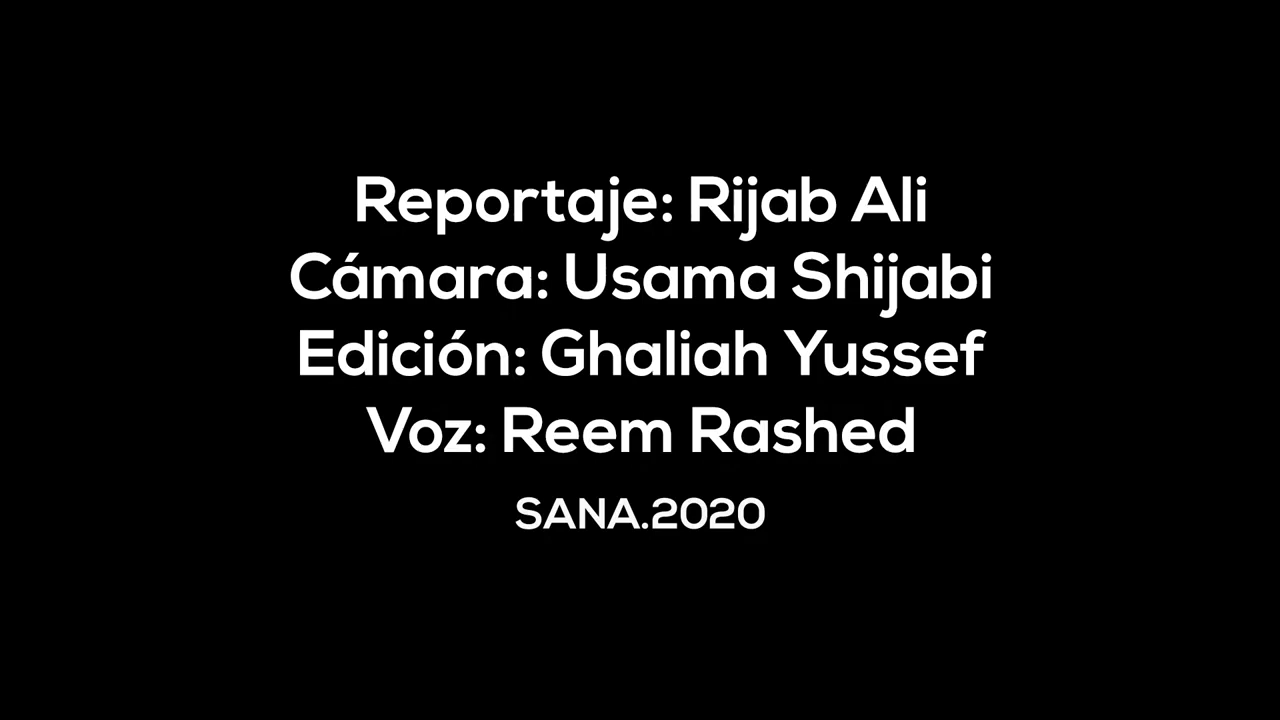 Reportaje: Rijab Ali
Cámara: Usama Shijabi
Edición: Ghaliah Yussef
Voz: Reem Rashed
SANA.2020